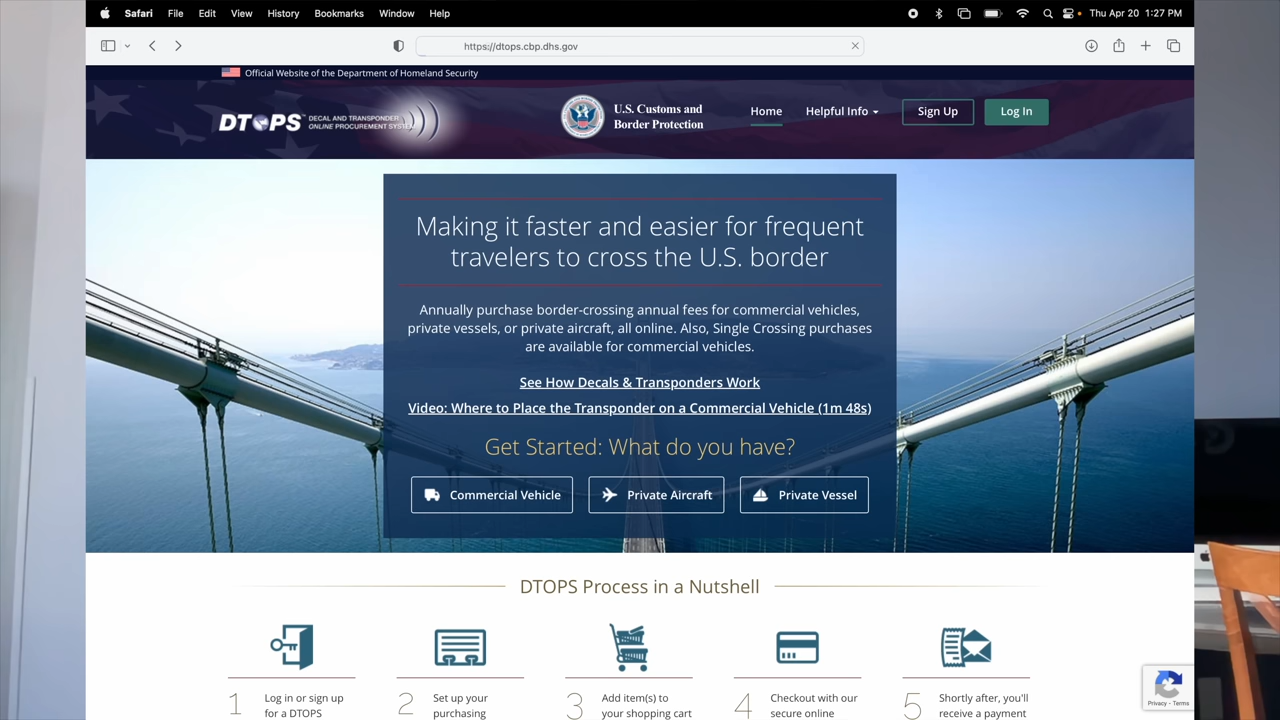 Safari File Edit View History Bookmarks Window Help Thu Apr 20 1:27 PM
https://dtops.cbp.dhs.gov
Official Website of the Department of Homeland Security
DTOPS™ DECAL AND TRANSPONDER
ONLINE PROCUREMENT SYSTEM
U.S. Customs and
Border Protection
Home Helpful Info Sign Up Log In
Making it faster and easier for frequent
travelers to cross the U.S. border
Annually purchase border-crossing annual fees for commercial vehicles,
private vessels, or private aircraft, all online. Also, Single Crossing purchases
are available for commercial vehicles.
See How Decals & Transponders Work
Video: Where to Place the Transponder on a Commercial Vehicle (1m 48s)
Get Started: What do you have?
Commercial Vehicle Private Aircraft Private Vessel
DTOPS Process in a Nutshell
1 Log in or sign up
for a DTOPS
2 Set up your
purchasing
3 Add item(s) to
your shopping cart
4 Checkout with our
secure online
5 Shortly after, you'll
receive a payment
Privacy - Terms